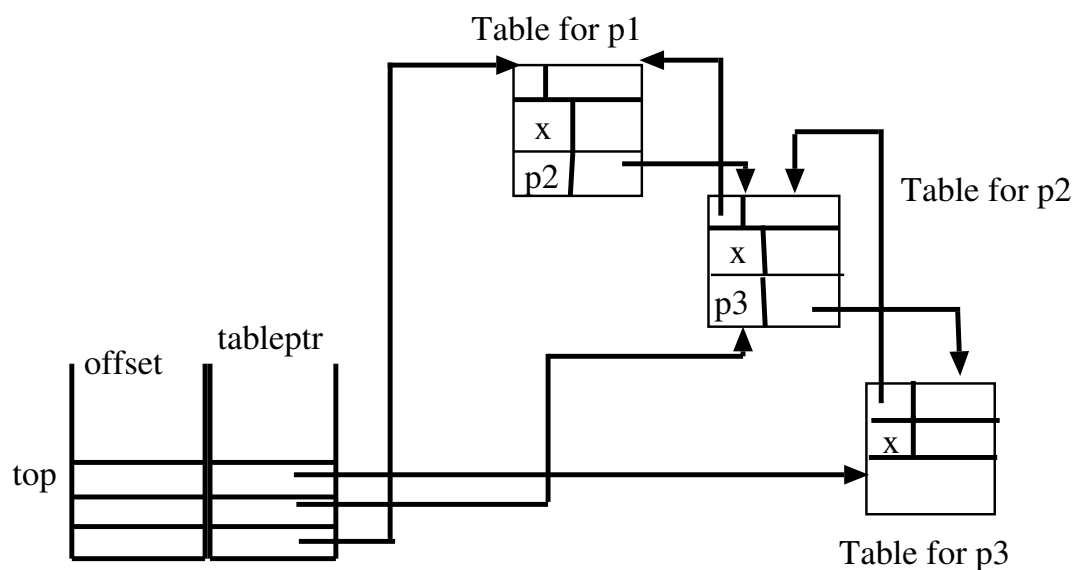 Table for p1
x
p2
Table for p2
x
p3
tableptr
offset
x
top
Table for p3